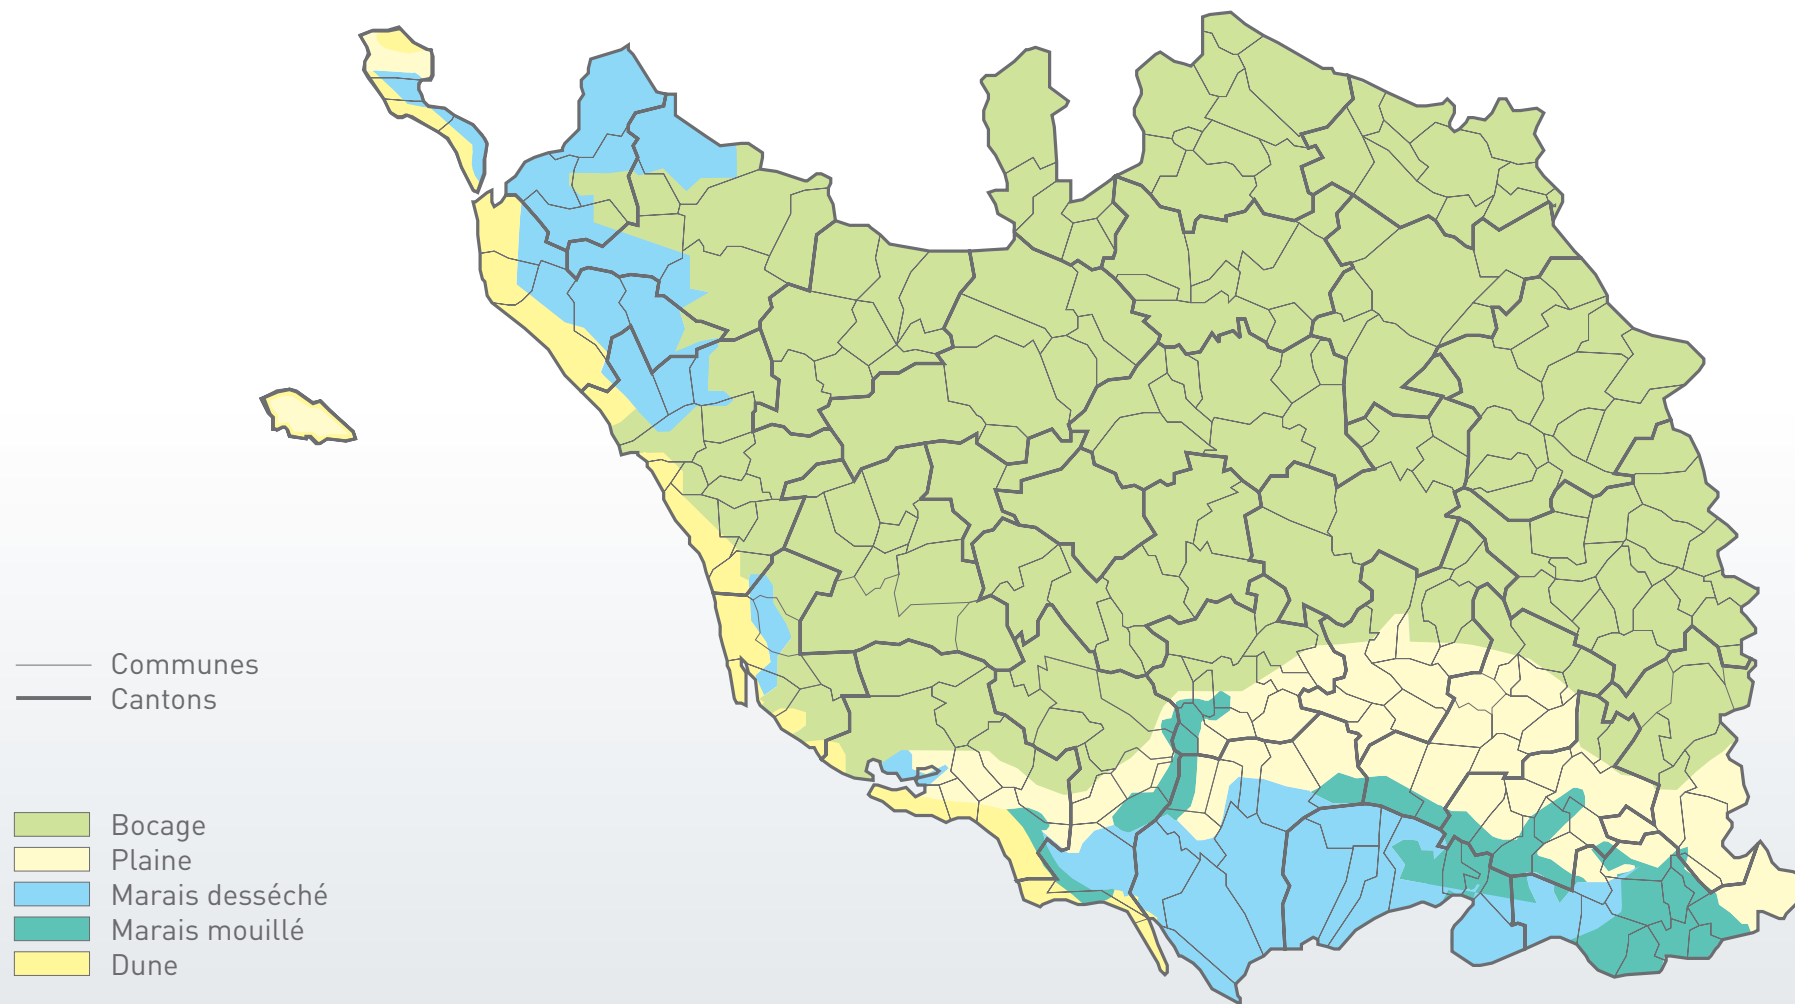 Communes
Cantons
Bocage
Plaine
Marais desséché
Marais mouillé
Dune